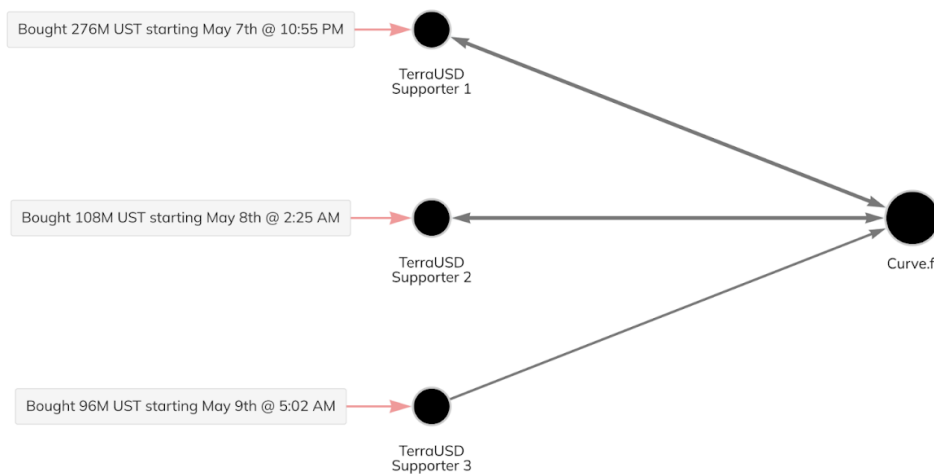 Bought 276M UST starting May 7th @ 10:55 PM
TerraUSD
Supporter 1
Bought 108M UST starting May 8th @ 2:25 AM
TerraUSD
Supporter 2
Curve.f
Bought 96M UST starting May 9th @ 5:02 AM
TerraUSD
Supporter 3